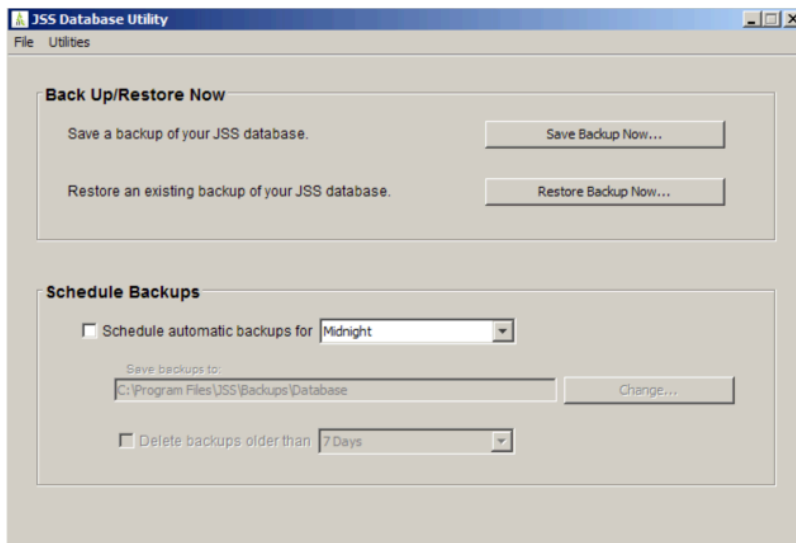 JSS Database Utility
File Utilities
Back Up/Restore Now
Save a backup of your JSS database. Save Backup Now...
Restore an existing backup of your JSS database. Restore Backup Now...
Schedule Backups
Schedule automatic backups for Midnight
Save backups to:
C:\Program Files\JSS\Backups\Database Change...
Delete backups older than 7 Days